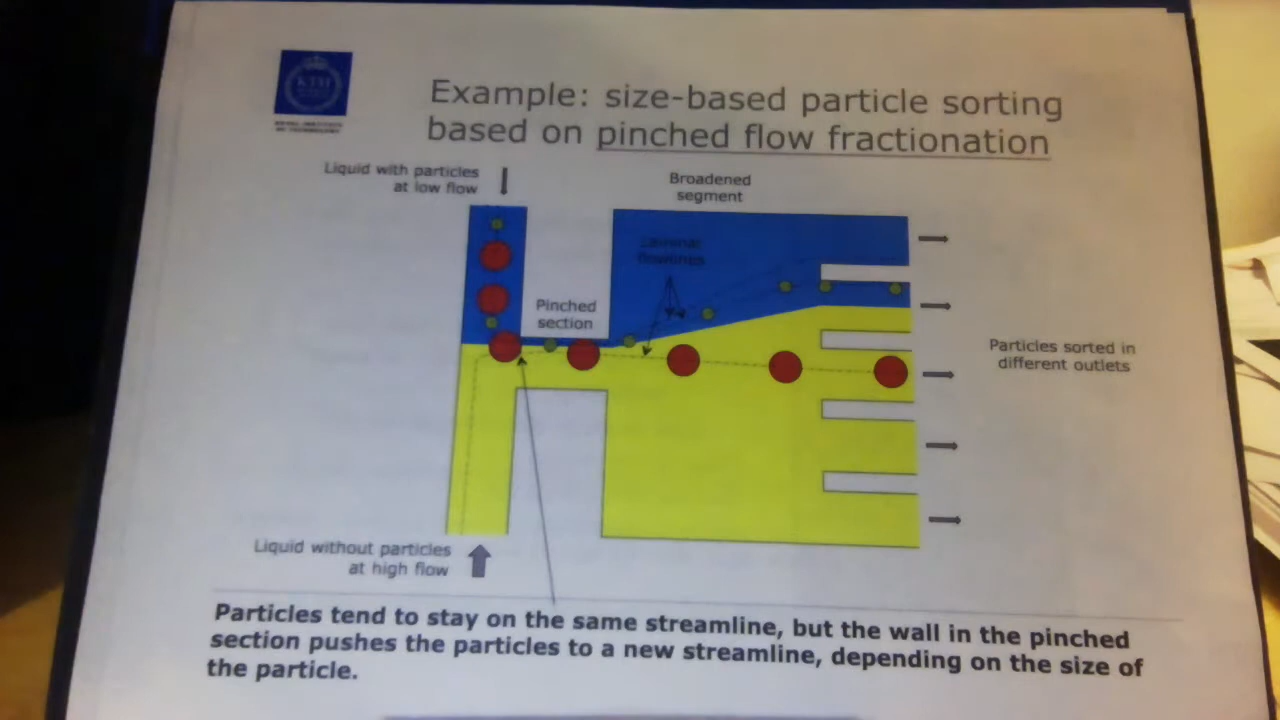 KTH
Example: size-based particle sorting
based on pinched flow fractionation
Liquid with particles
at low flow
Broadened
segment
Laminar
flowlines
Pinched
section
Particles sorted in
different outlets
Liquid without particles
at high flow
Particles tend to stay on the same streamline, but the wall in the pinched
section pushes the particles to a new streamline, depending on the size of
the particle.